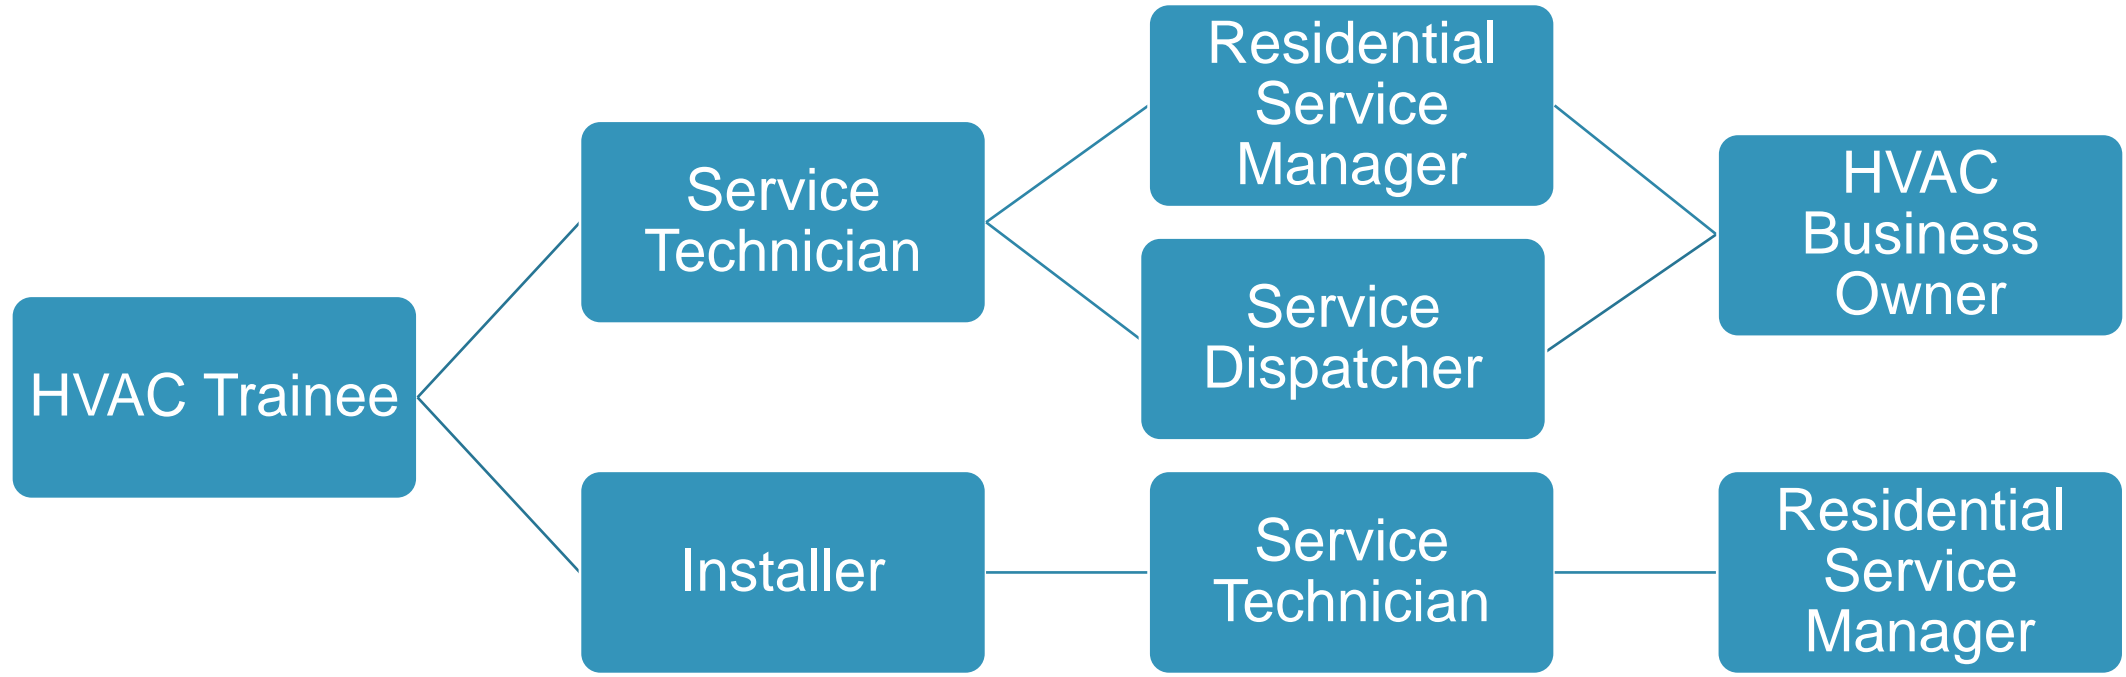 HVAC Trainee
Service
Technician
Installer
Residential
Service
Manager
Service
Dispatcher
Service
Technician
HVAC
Business
Owner
Residential
Service
Manager